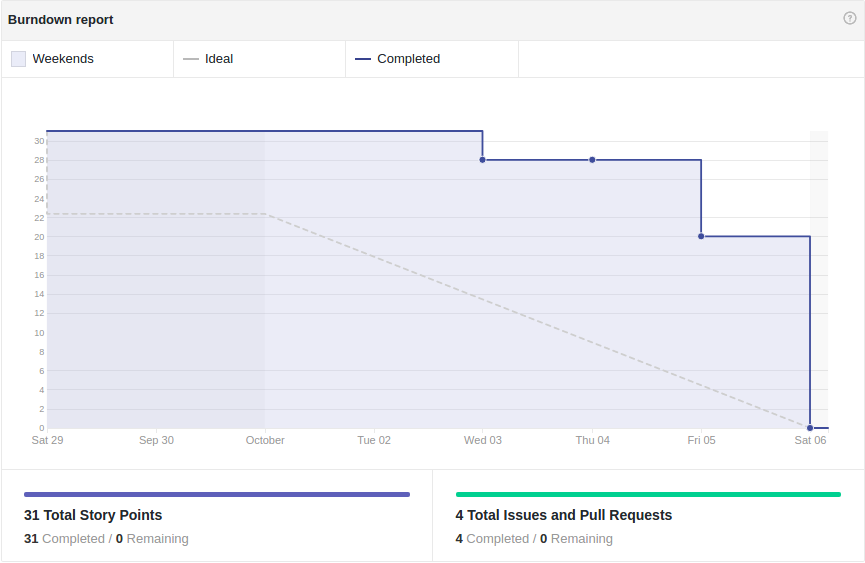 Burndown report
?
Weekends
Ideal
Completed
30
28
26
24
22
20
18
16
14
12
10
8
6
4
2
0
Sat 29 Sep 30 October Tue 02 Wed 03 Thu 04 Fri 05 Sat 06
31 Total Story Points
31 Completed / 0 Remaining
4 Total Issues and Pull Requests
4 Completed / 0 Remaining